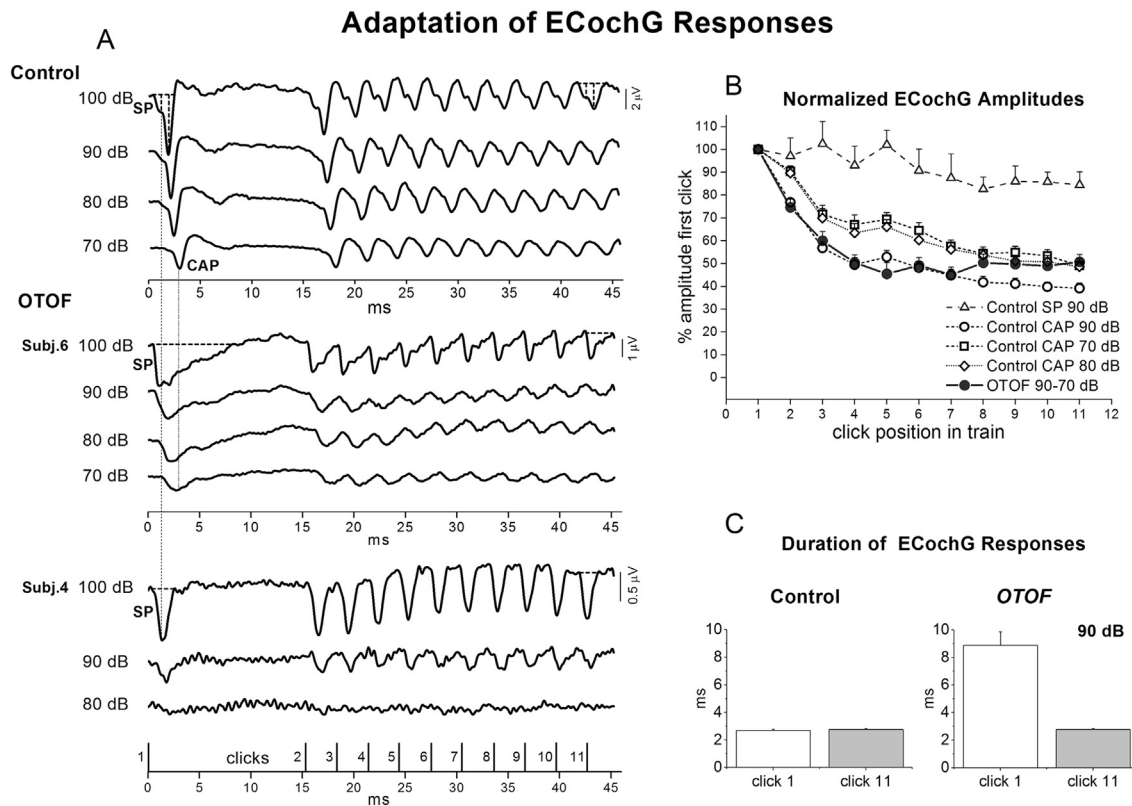 Adaptation of ECochG Responses
A
Control
100 dB
SP
2 µV
90 dB
80 dB
70 dB
CAP
0 5 10 15 20 25 30 35 40 45
ms
OTOF
Subj.6
100 dB
SP
1 µV
90 dB
80 dB
70 dB
0 5 10 15 20 25 30 35 40 45
ms
Subj.4
100 dB
SP
0.5 µV
90 dB
80 dB
1 clicks 2 3 4 5 6 7 8 9 10 11
0 5 10 15 20 25 30 35 40 45
ms
B
Normalized ECochG Amplitudes
% amplitude first click
110
100
90
80
70
60
50
40
30
20
10
0
Control SP 90 dB
Control CAP 90 dB
Control CAP 70 dB
Control CAP 80 dB
OTOF 90-70 dB
0 1 2 3 4 5 6 7 8 9 10 11 12
click position in train
C
Duration of ECochG Responses
Control
ms
10
8
6
4
2
0
click 1 click 11
OTOF
90 dB
ms
10
8
6
4
2
0
click 1 click 11